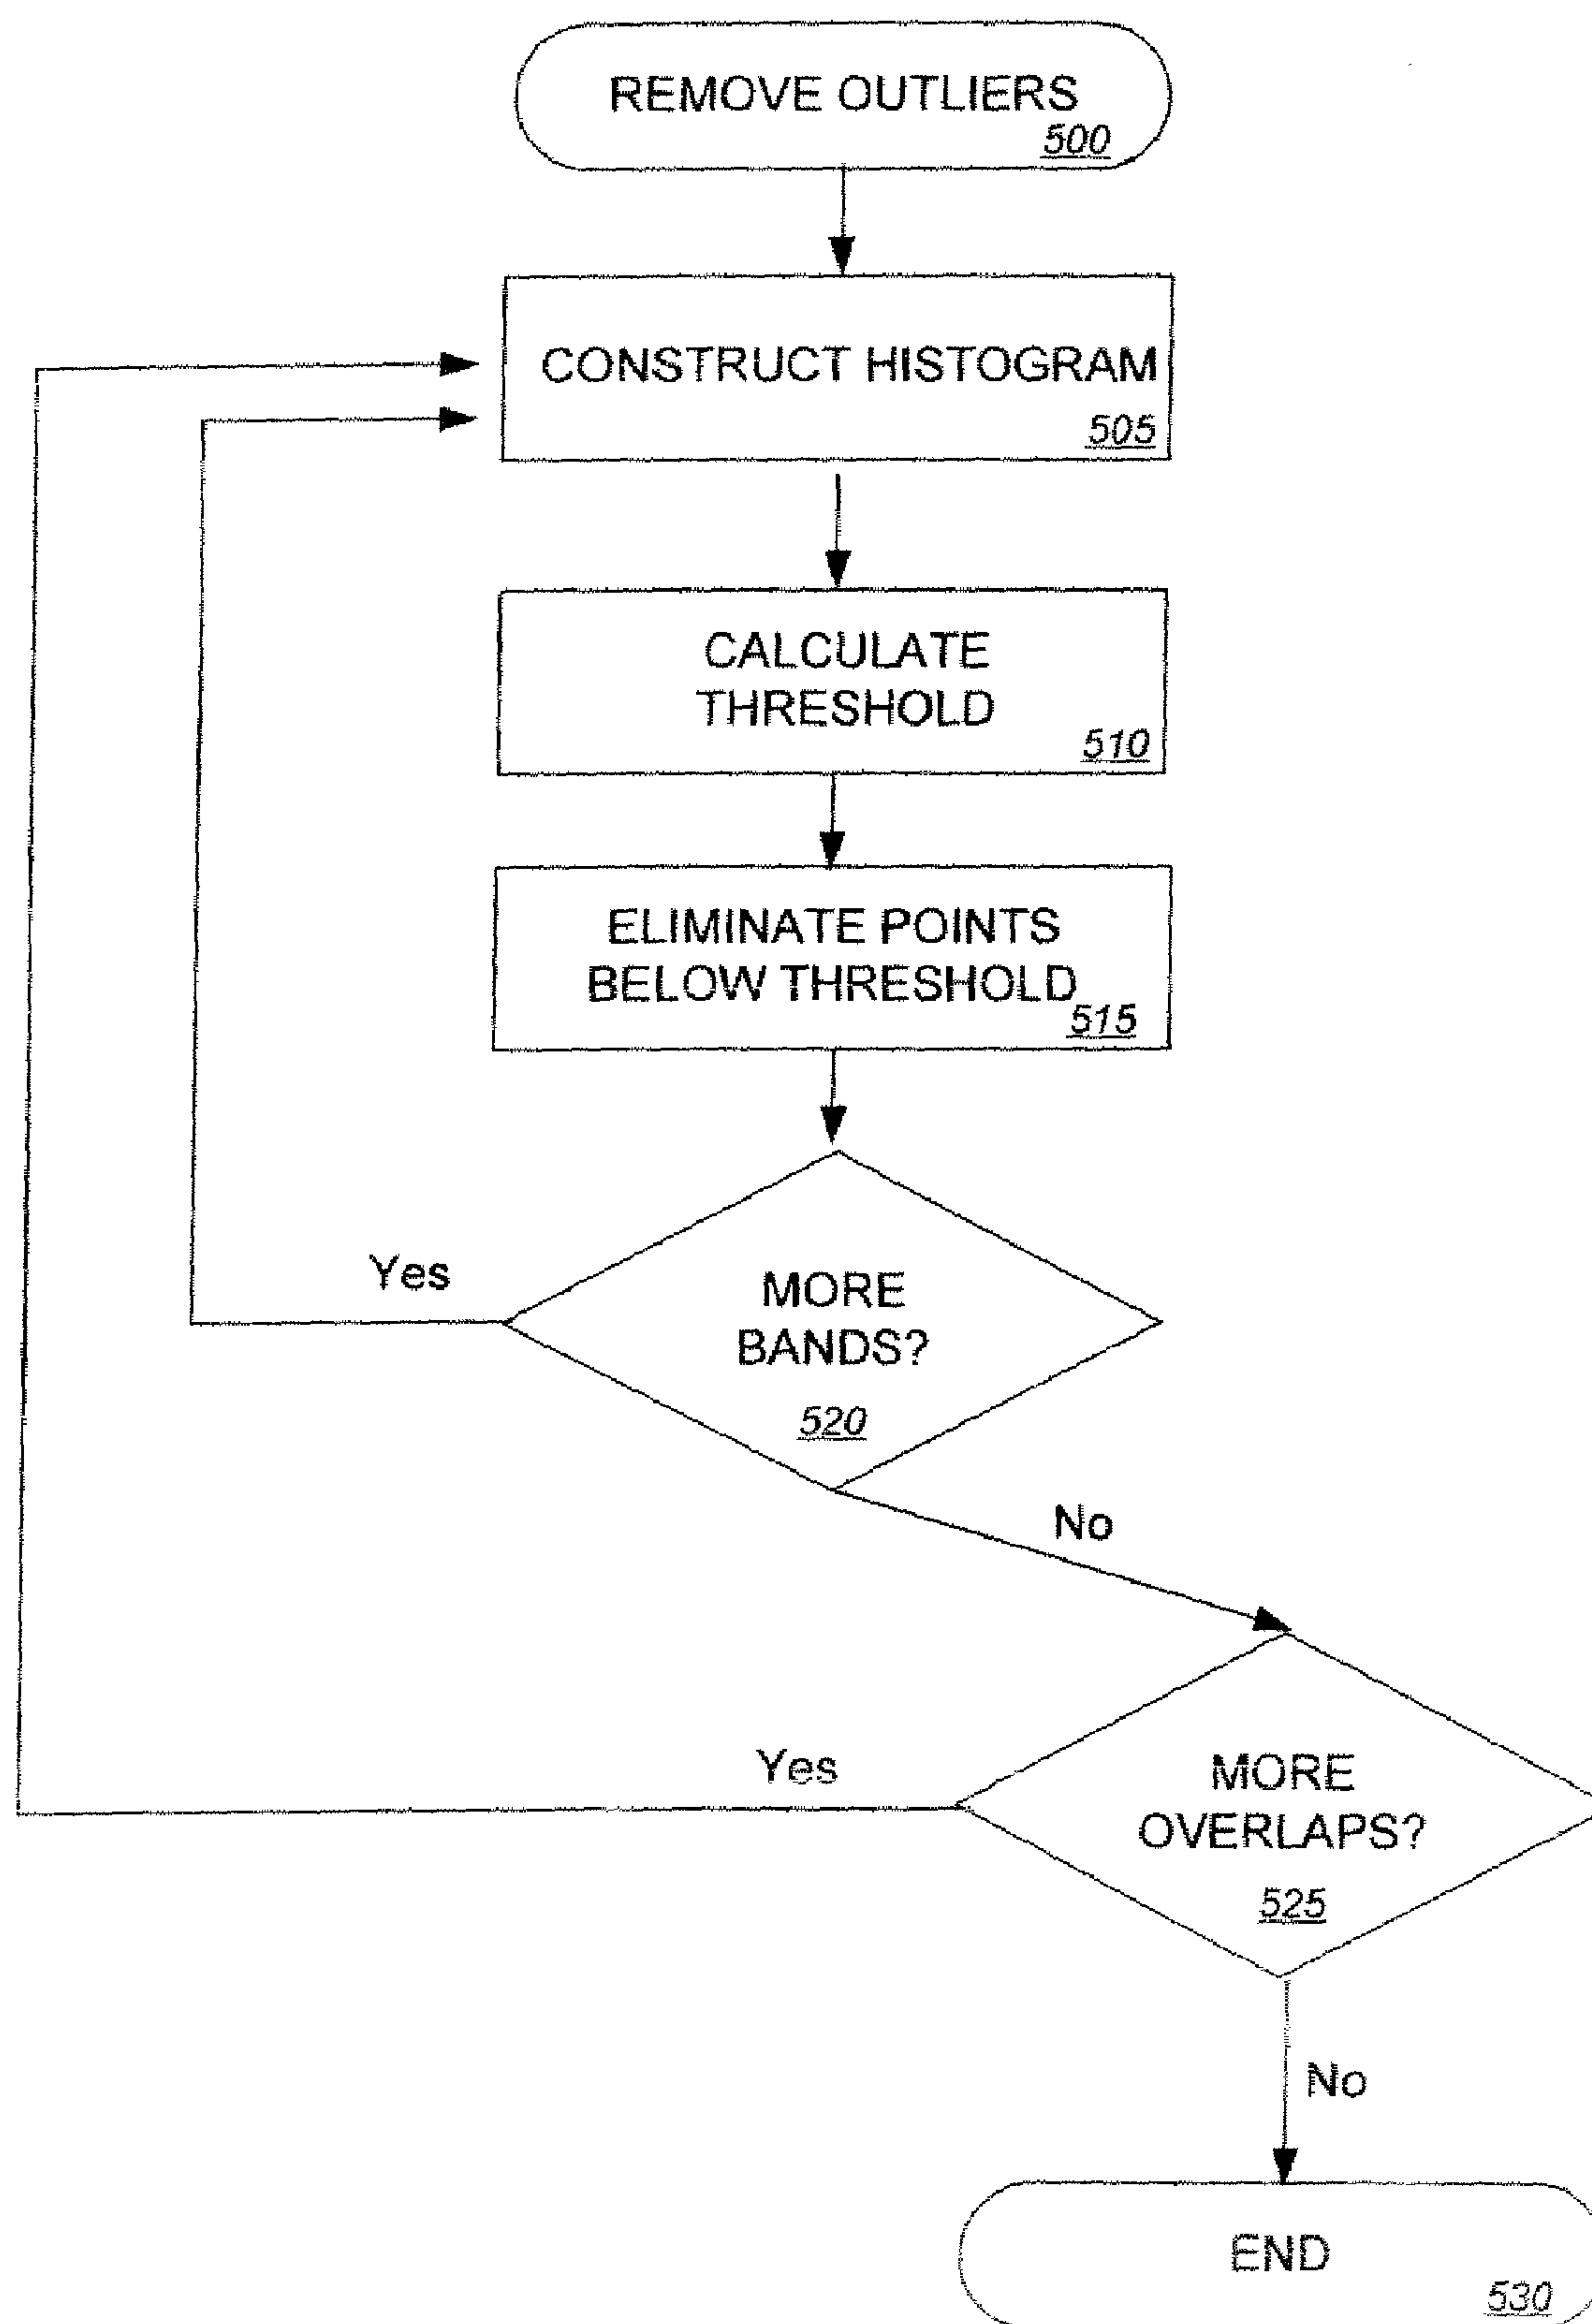 REMOVE OUTLIERS
500
CONSTRUCT HISTOGRAM
505
CALCULATE
THRESHOLD
510
ELIMINATE POINTS
BELOW THRESHOLD
515
Yes
MORE
BANDS?
520
No
Yes
MORE
OVERLAPS?
525
No
END
530